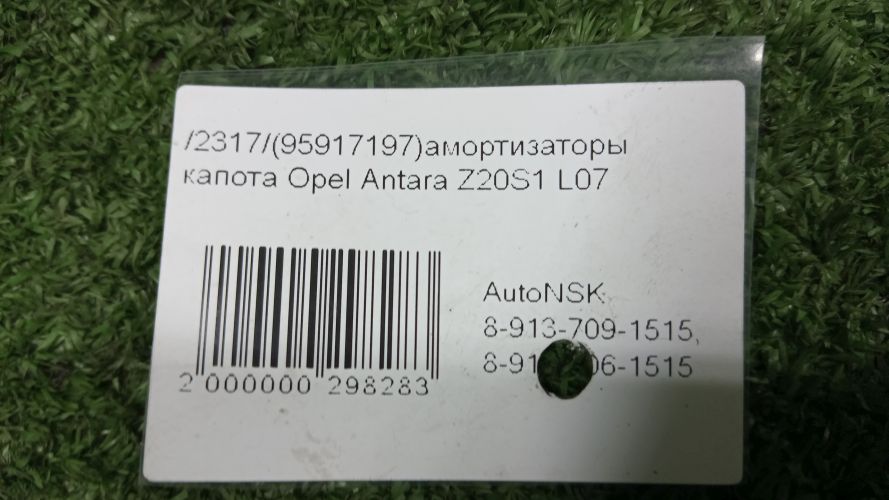 /2317/(95917197)амортизаторы
капота Opel Antara Z20S1 L07
AutoNSK
8-913-709-1515,
2 000000 298283